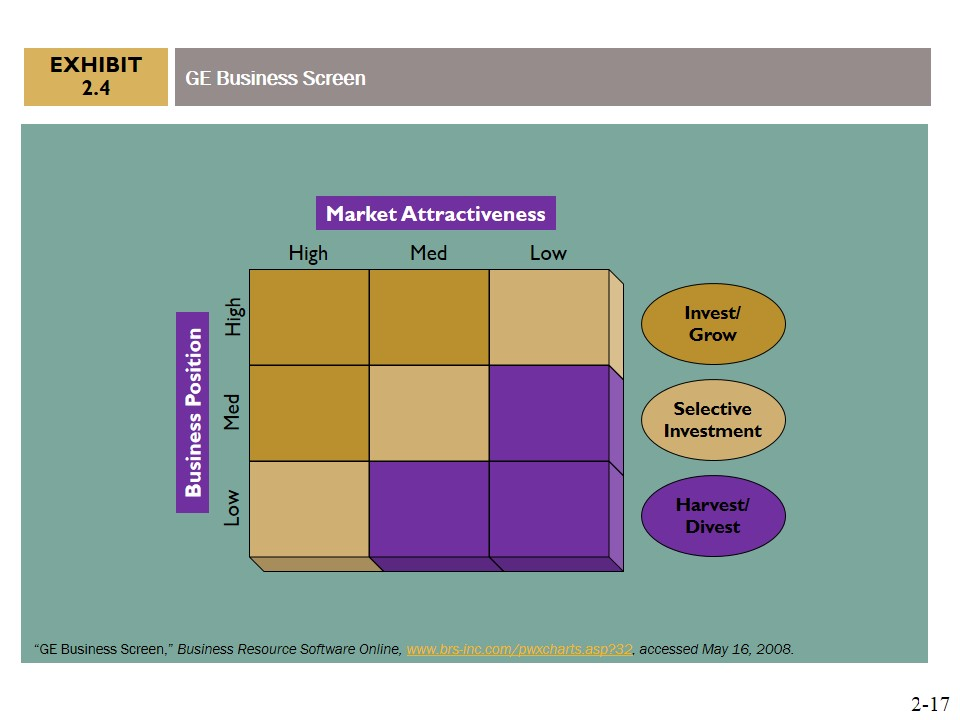 EXHIBIT
2.4
GE Business Screen
Market Attractiveness
High Med Low
Business Position
High
Med
Low
Invest/
Grow
Selective
Investment
Harvest/
Divest
“GE Business Screen,” Business Resource Software Online, www.brs-inc.com/pwxcharts.asp?32, accessed May 16, 2008.
2-17